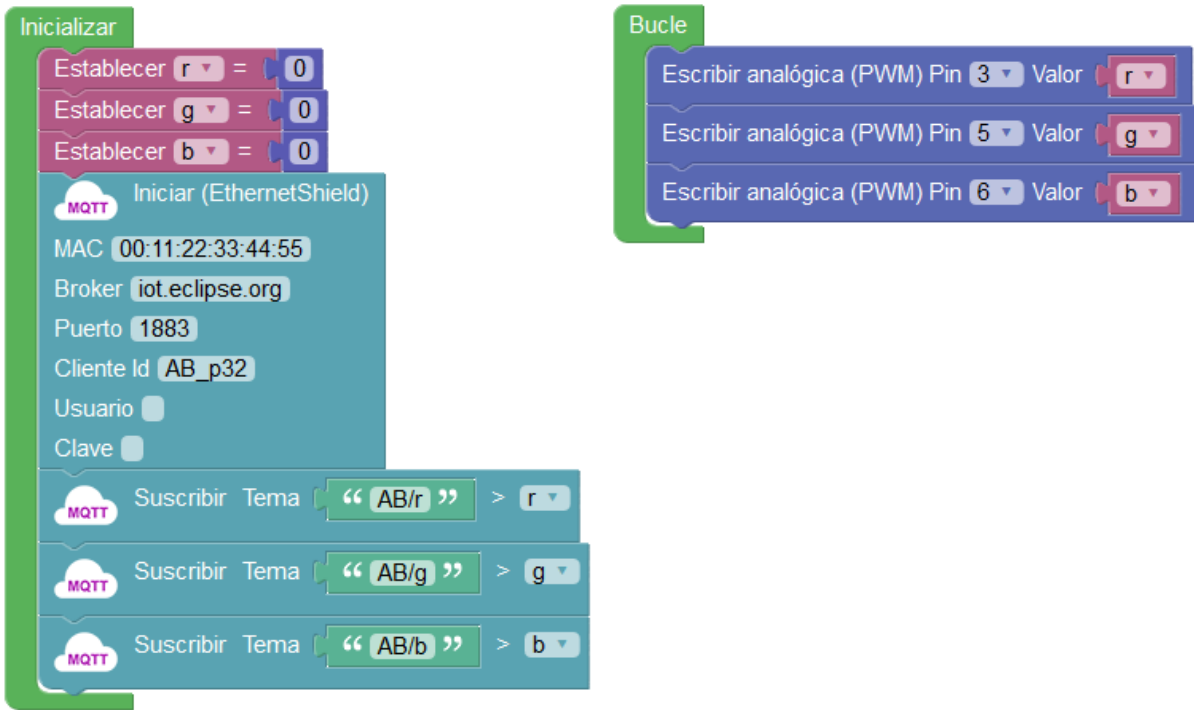 Inicializar
Establecer r = 0
Establecer g = 0
Establecer b = 0
MQTT Iniciar (EthernetShield)
MAC 00:11:22:33:44:55
Broker iot.eclipse.org
Puerto 1883
Cliente Id AB_p32
Usuario
Clave
MQTT Suscribir Tema “ AB/r ” > r
MQTT Suscribir Tema “ AB/g ” > g
MQTT Suscribir Tema “ AB/b ” > b
Bucle
Escribir analógica (PWM) Pin 3 Valor r
Escribir analógica (PWM) Pin 5 Valor g
Escribir analógica (PWM) Pin 6 Valor b